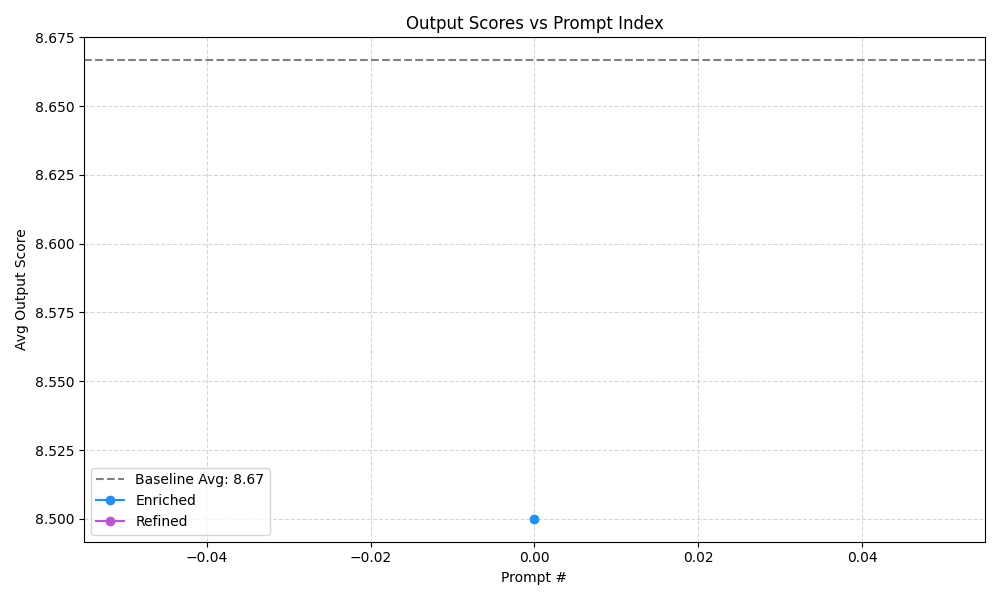 Output Scores vs Prompt Index
Avg Output Score
8.675
8.650
8.625
8.600
8.575
8.550
8.525
8.500
Baseline Avg: 8.67
Enriched
Refined
−0.04
−0.02
0.00
0.02
0.04
Prompt #